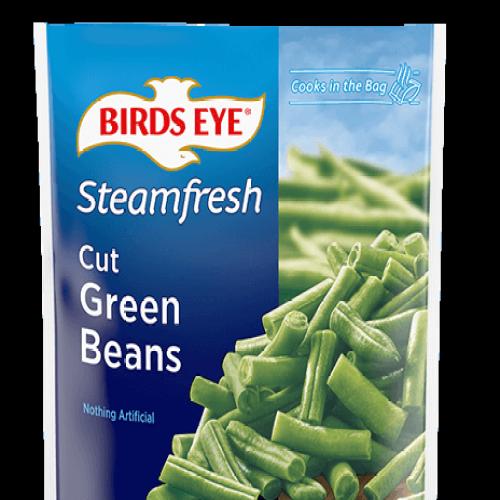 Cooks in the Bag
BIRDS EYE®
Steamfresh
Cut
Green
Beans
Nothing Artificial